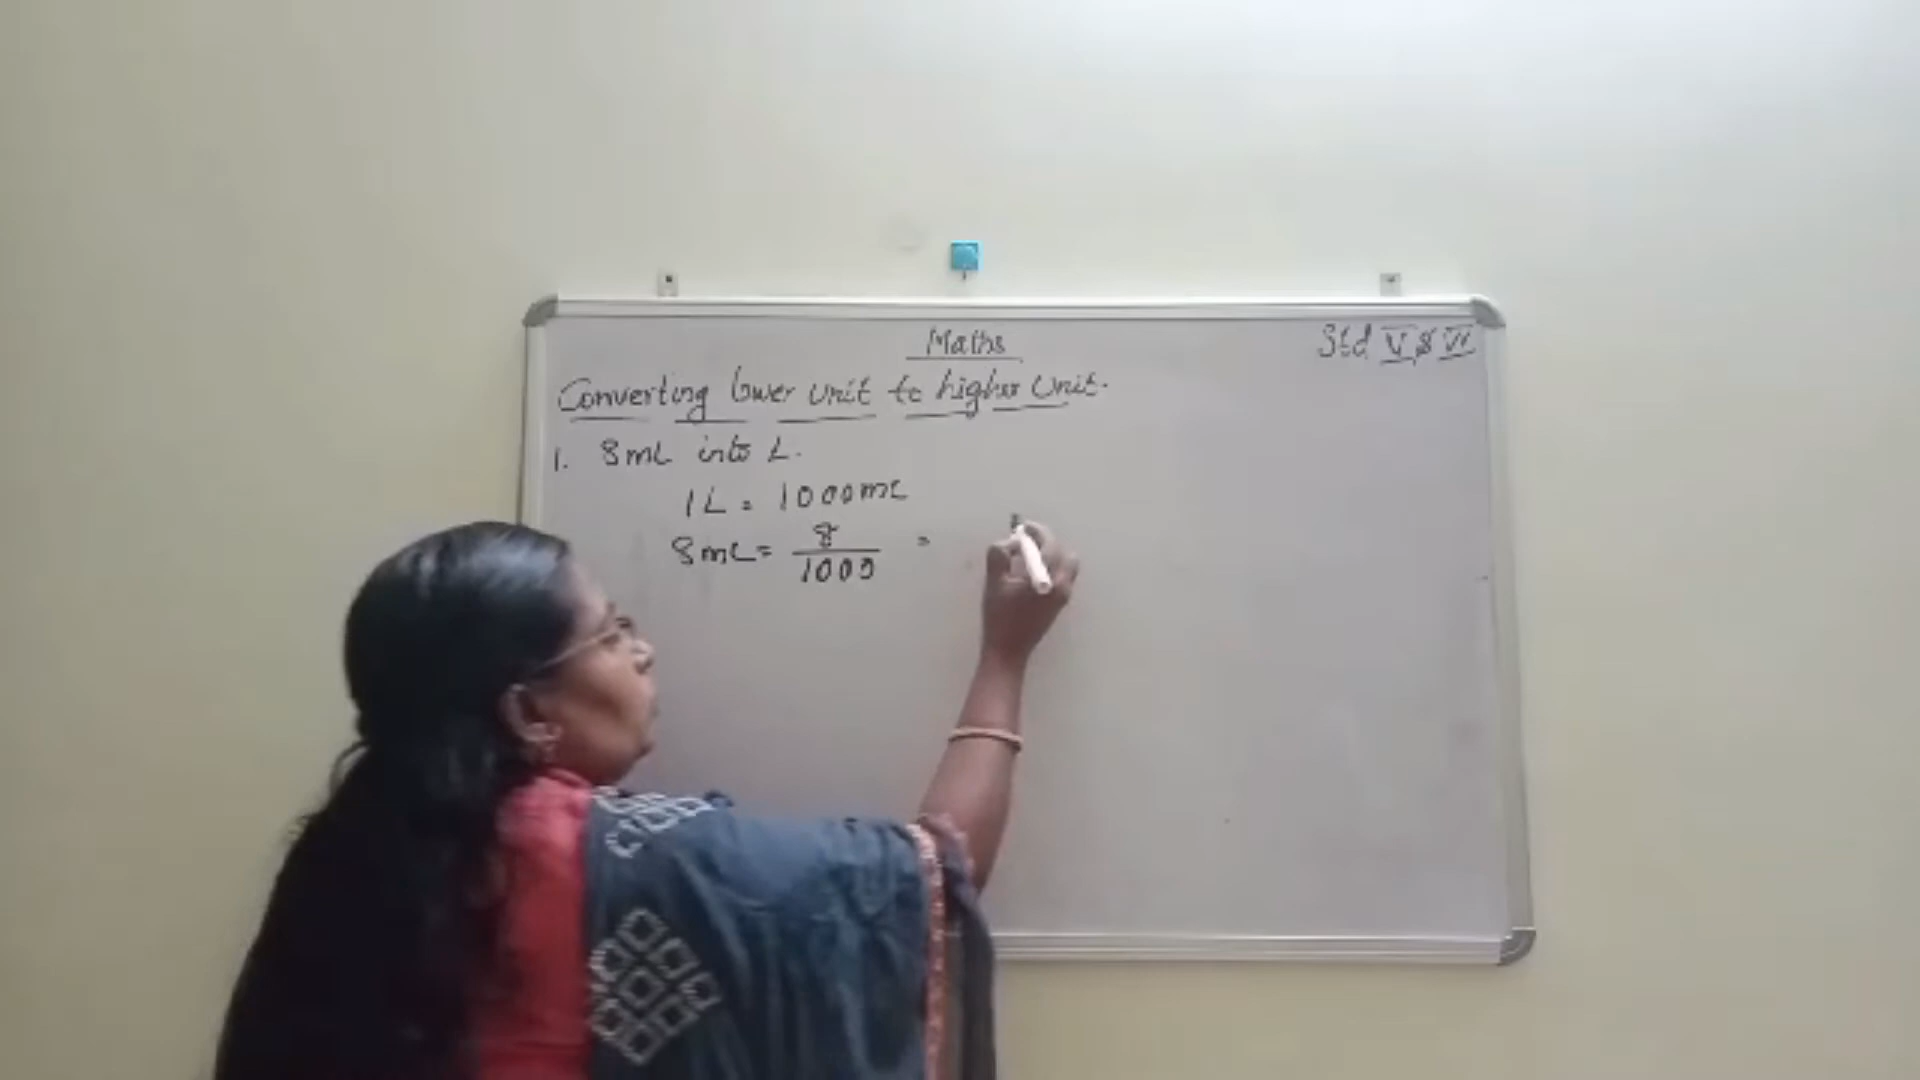 Maths
Std V & VI
Converting lower unit to higher unit.
1. 8mL into L.
1L = 1000mL
8mL = 8/1000 =